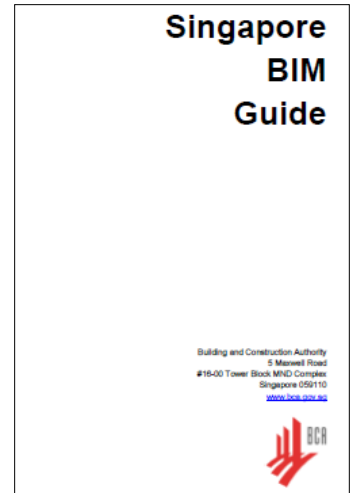 Singapore
BIM
Guide
Building and Construction Authority
5 Maxwell Road
#16-00 Tower Block MND Complex
Singapore 059110
www.bca.gov.sg
BCA